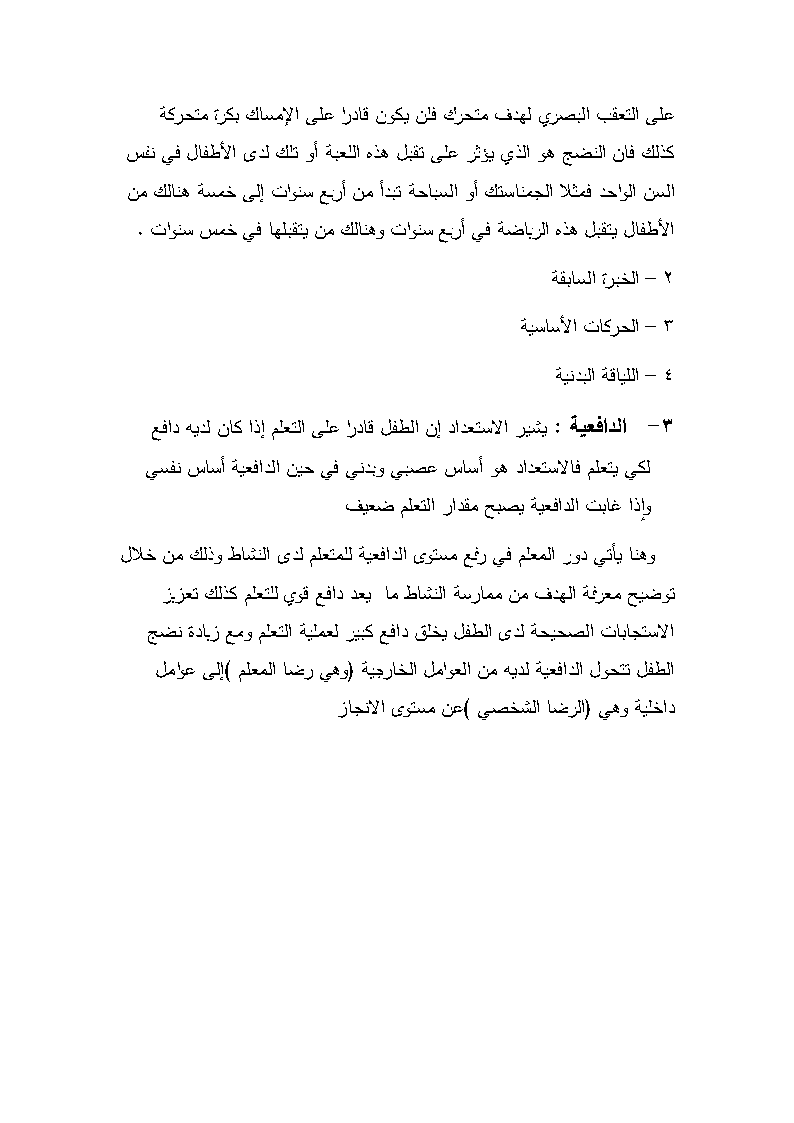 على التعقب البصري لهدف متحرك فلن يكون قادرا على الإمساك بكرة متحركة
كذلك فان النضج هو الذي يؤثر على تقبل هذه اللعبة أو تلك لدى الأطفال في نفس
السن الواحد فمثلا الجمناستك أو السباحة تبدأ من أربع سنوات إلى خمسة هنالك من
الأطفال يتقبل هذه الرياضة في أربع سنوات وهنالك من يتقبلها في خمس سنوات .
٢ – الخبرة السابقة
٣ – الحركات الأساسية
٤ – اللياقة البدنية
٣- الدافعية : يشير الاستعداد إن الطفل قادرا على التعلم إذا كان لديه دافع
لكي يتعلم فالاستعداد هو أساس عصبي وبدني في حين الدافعية أساس نفسي
وإذا غابت الدافعية يصبح مقدار التعلم ضعيف
وهنا يأتي دور المعلم في رفع مستوى الدافعية للمتعلم لدى النشاط وذلك من خلال
توضيح معرفة الهدف من ممارسة النشاط ما يعد دافع قوي للتعلم كذلك تعزيز
الاستجابات الصحيحة لدى الطفل يخلق دافع كبير لعملية التعلم ومع زيادة نضج
الطفل تتحول الدافعية لديه من العوامل الخارجية (وهي رضا المعلم )إلى عوامل
داخلية وهي (الرضا الشخصي )عن مستوى الانجاز